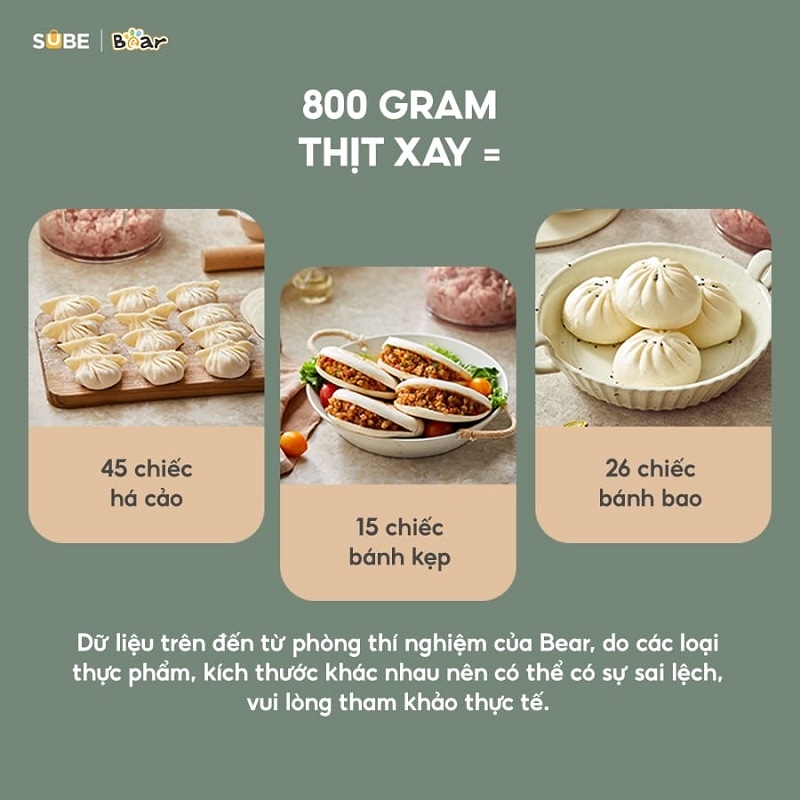 SUBE | Bear
800 GRAM
THỊT XAY =
45 chiếc
há cảo
15 chiếc
bánh kẹp
26 chiếc
bánh bao
Dữ liệu trên đến từ phòng thí nghiệm của Bear, do các loại
thực phẩm, kích thước khác nhau nên có thể có sự sai lệch,
vui lòng tham khảo thực tế.